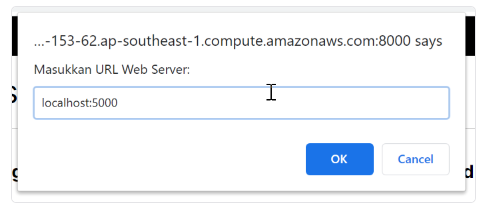 ...-153-62.ap-southeast-1.compute.amazonaws.com:8000 says
Masukkan URL Web Server:
localhost:5000
OK
Cancel